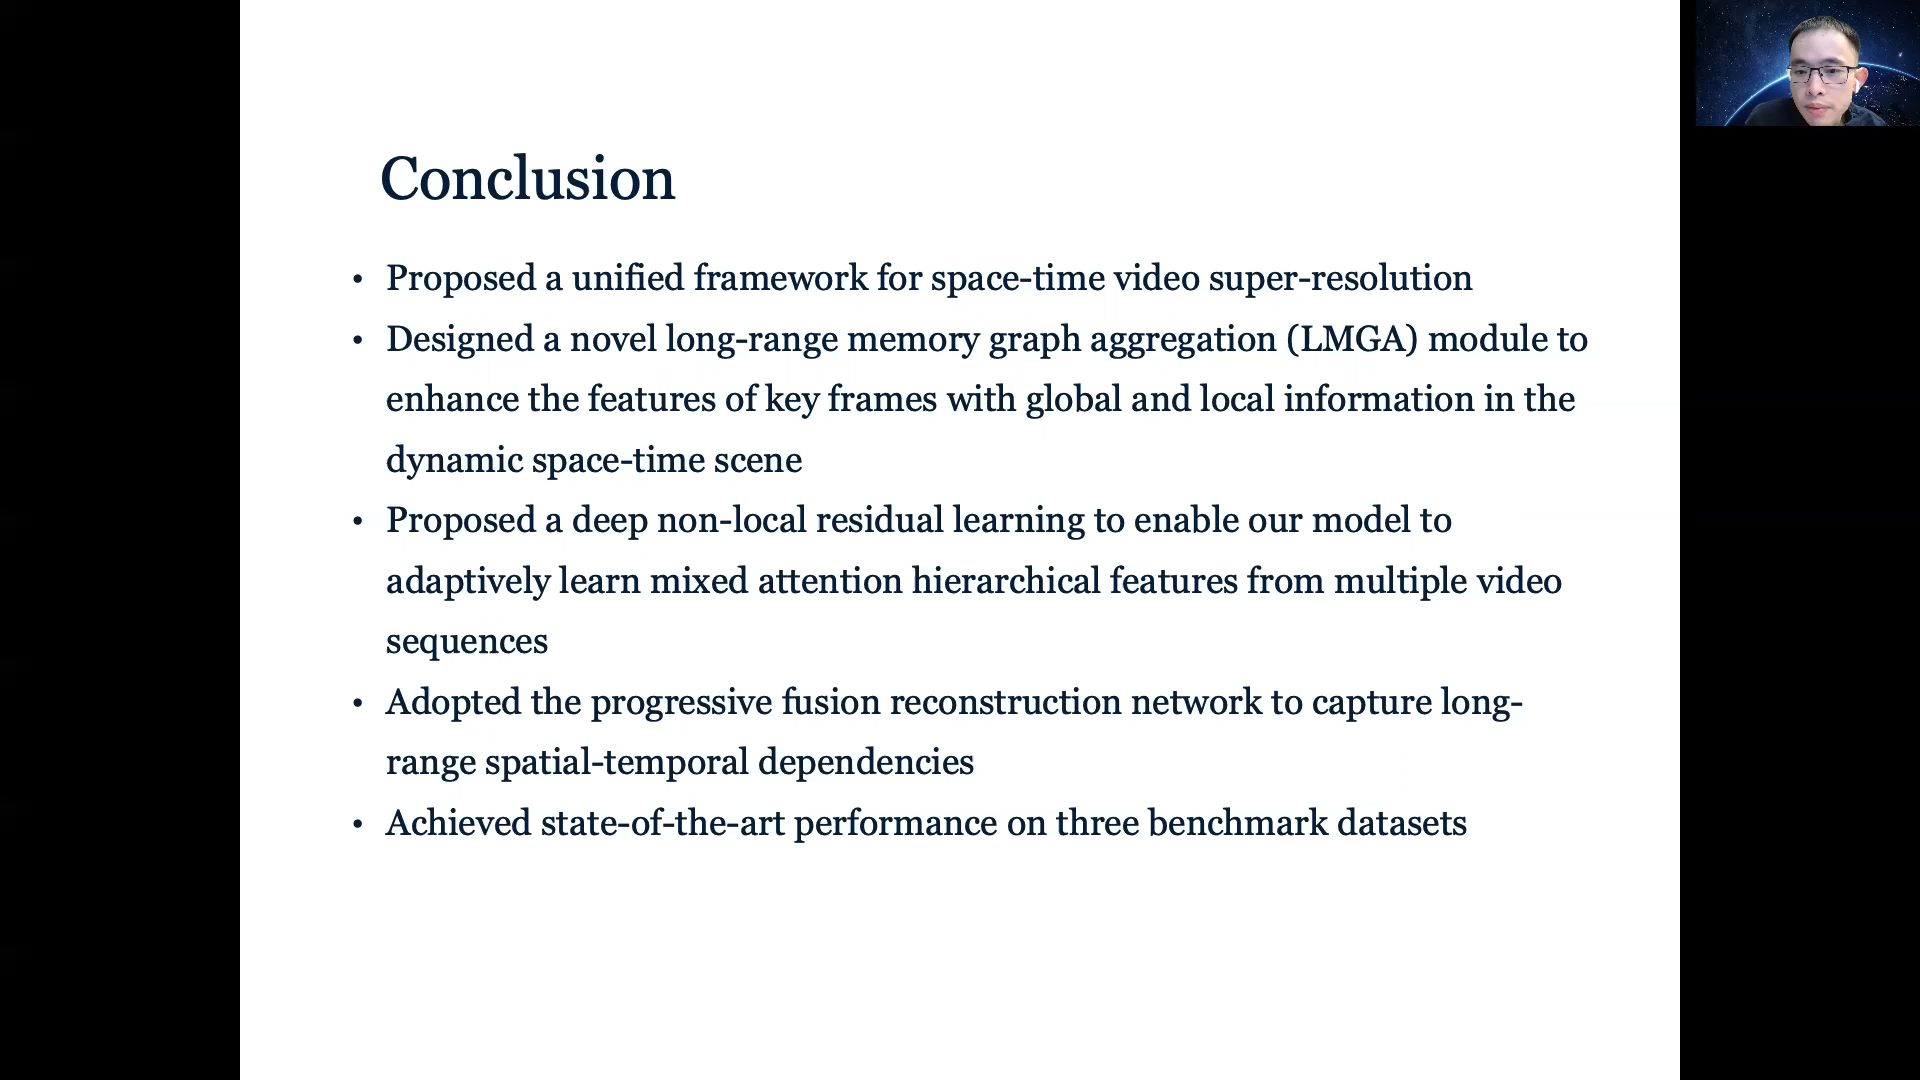 Conclusion
• Proposed a unified framework for space-time video super-resolution
• Designed a novel long-range memory graph aggregation (LMGA) module to
enhance the features of key frames with global and local information in the
dynamic space-time scene
• Proposed a deep non-local residual learning to enable our model to
adaptively learn mixed attention hierarchical features from multiple video
sequences
• Adopted the progressive fusion reconstruction network to capture long-
range spatial-temporal dependencies
• Achieved state-of-the-art performance on three benchmark datasets